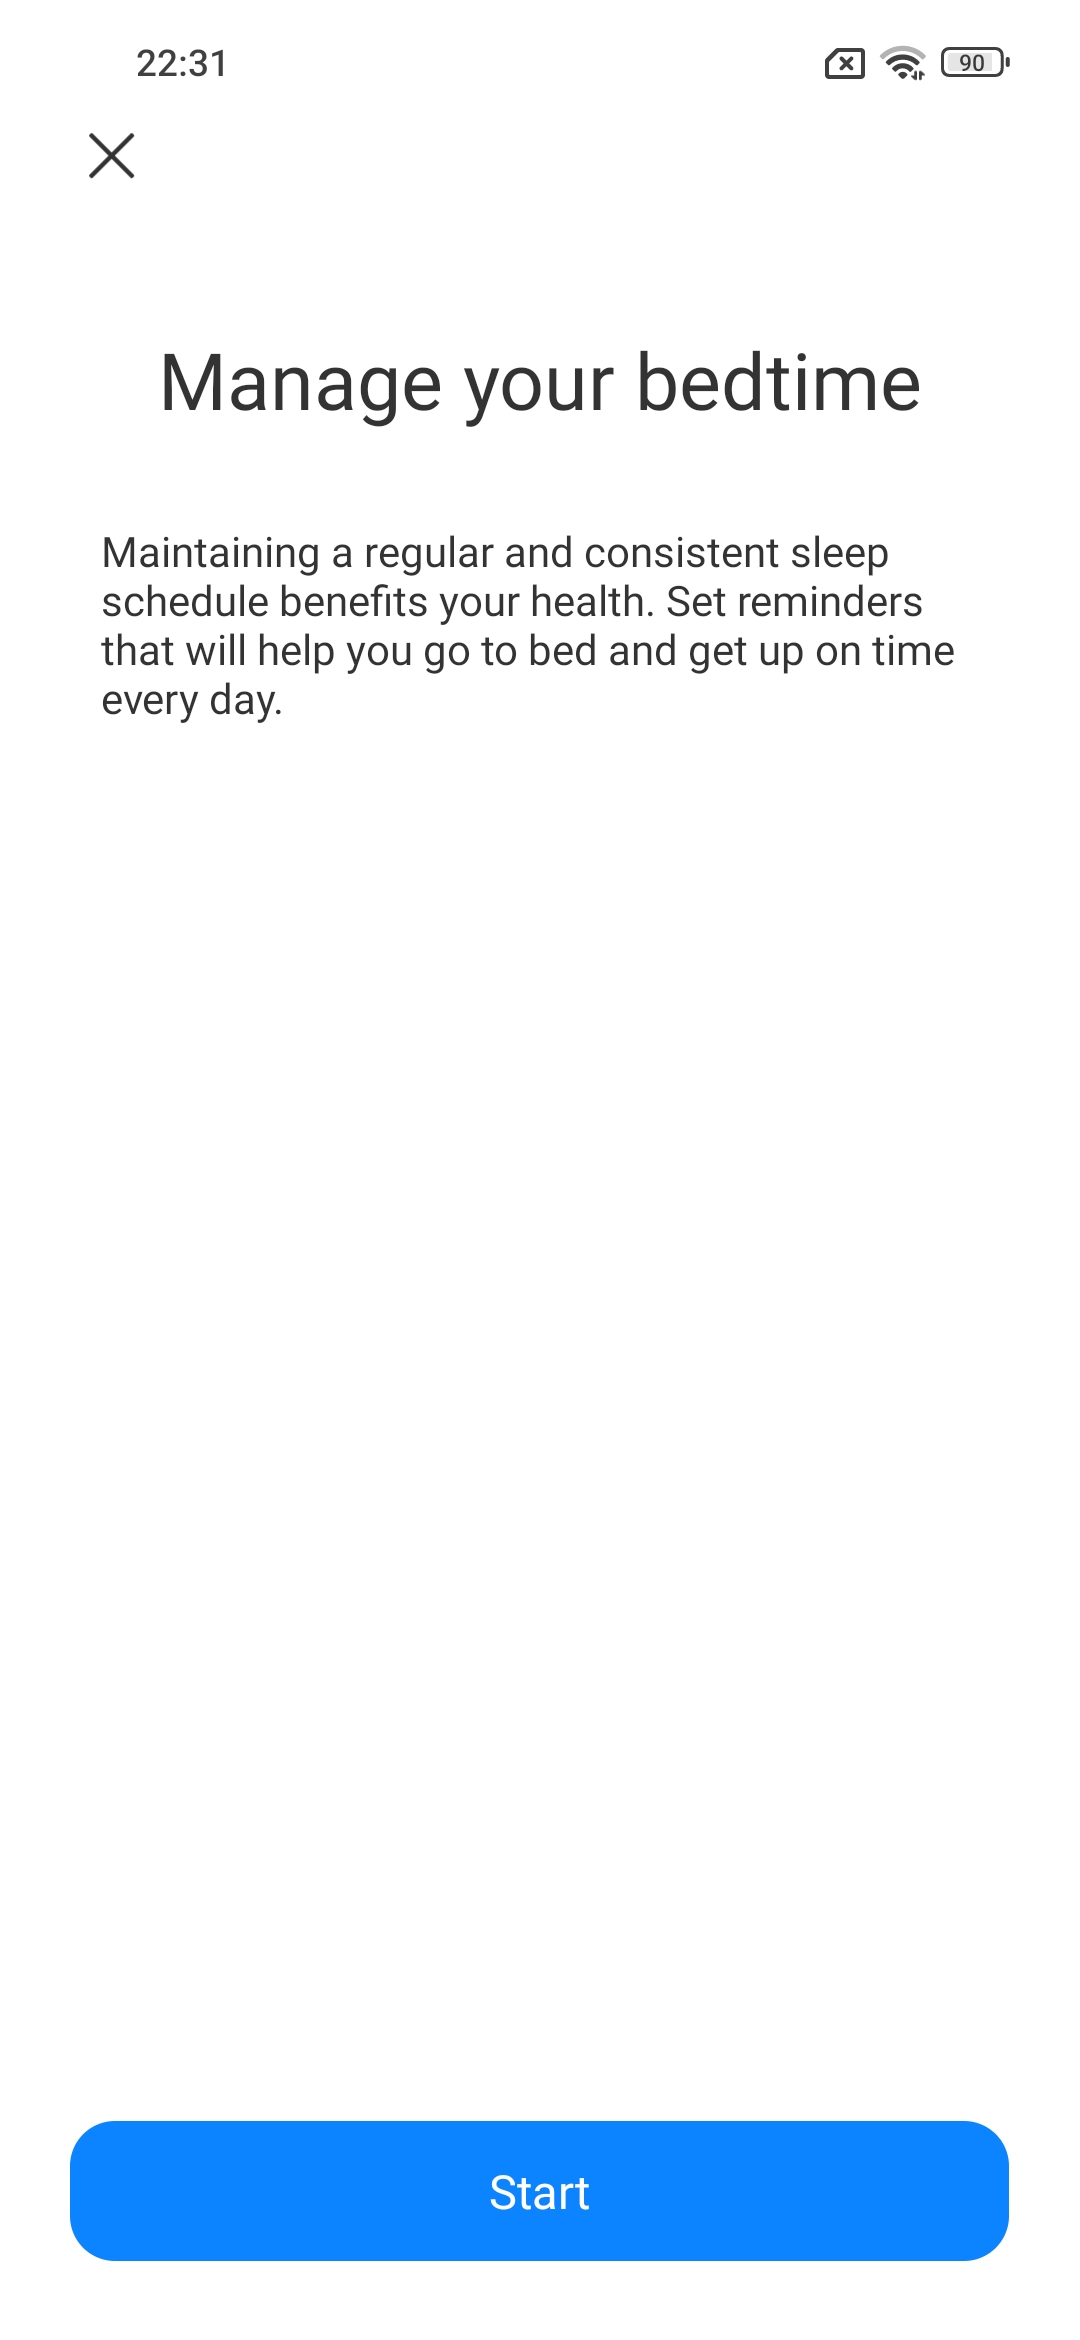 22:31
90
Manage your bedtime
Maintaining a regular and consistent sleep
schedule benefits your health. Set reminders
that will help you go to bed and get up on time
every day.
Start